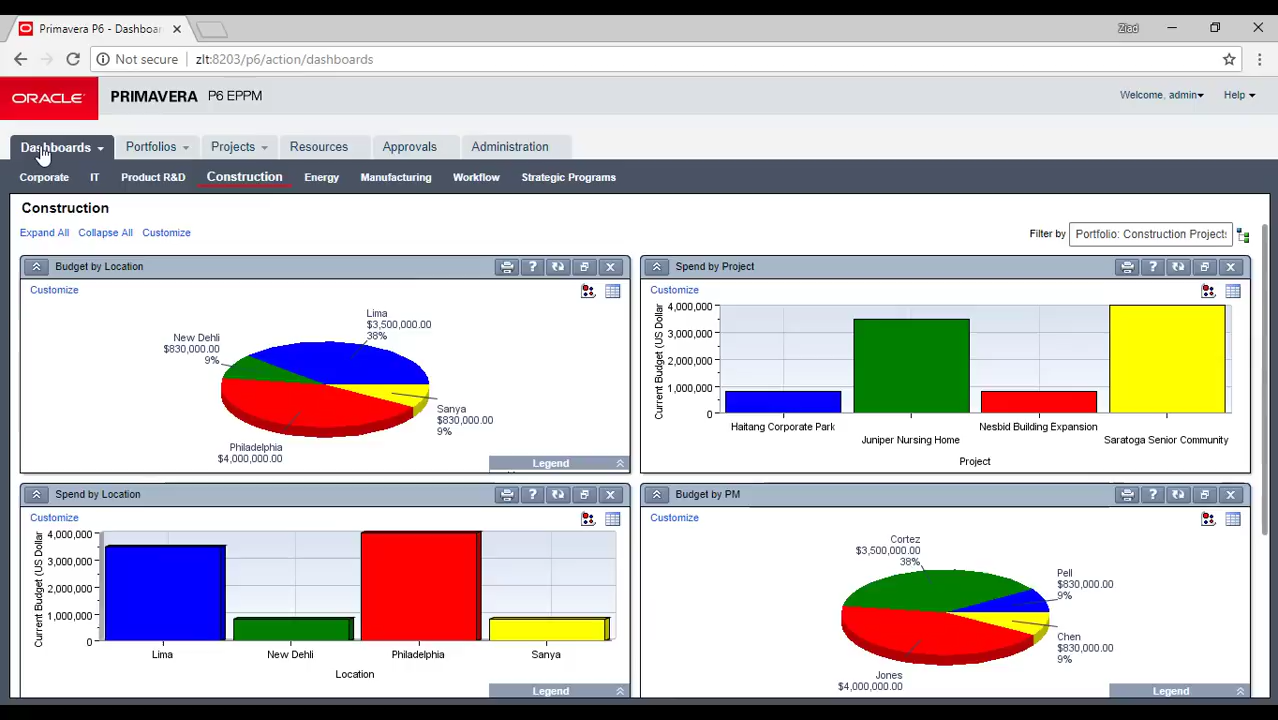 Primavera P6 - Dashboar
Ziad
Not secure zlt:8203/p6/action/dashboards
ORACLE PRIMAVERA P6 EPPM
Welcome, admin Help
Dashboards Portfolios Projects Resources Approvals Administration
Corporate IT Product R&D Construction Energy Manufacturing Workflow Strategic Programs
Construction
Expand All Collapse All Customize
Filter by Portfolio: Construction Projects
Budget by Location
Customize
Lima
$3,500,000.00
38%
New Dehli
$830,000.00
9%
Sanya
$830,000.00
9%
Philadelphia
$4,000,000.00
Legend
Spend by Project
Customize
Current Budget (US Dollar
4,000,000
3,000,000
2,000,000
1,000,000
0
Haitang Corporate Park
Juniper Nursing Home
Nesbid Building Expansion
Saratoga Senior Community
Project
Spend by Location
Customize
Current Budget (US Dollar
4,000,000
3,000,000
2,000,000
1,000,000
0
Lima New Dehli Philadelphia Sanya
Location
Legend
Budget by PM
Customize
Cortez
$3,500,000.00
38%
Pell
$830,000.00
9%
Chen
$830,000.00
9%
Jones
$4,000,000.00
Legend